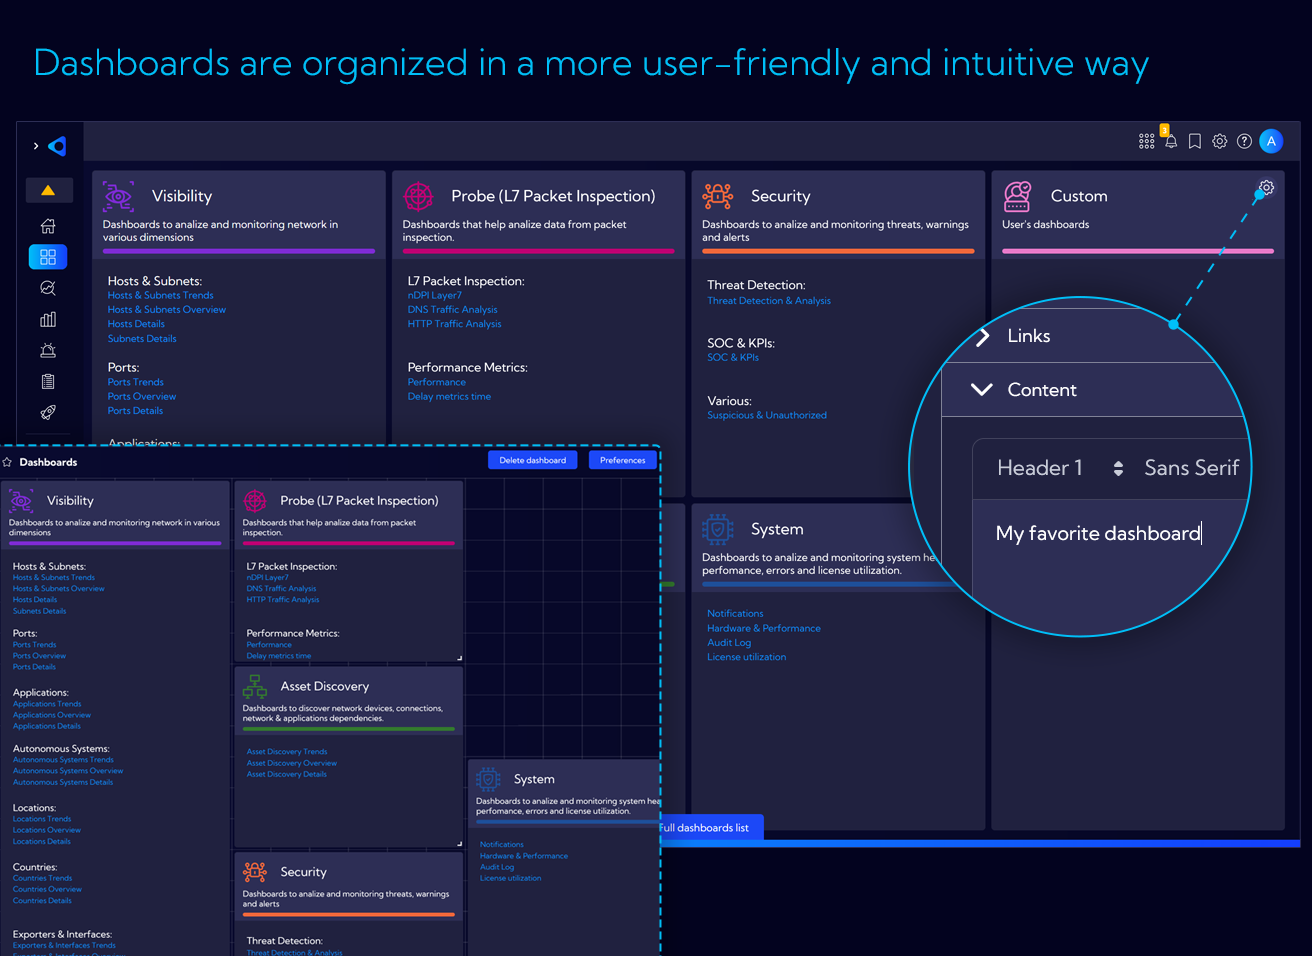 Dashboards are organized in a more user-friendly and intuitive way
3
A
Visibility
Dashboards to analize and monitoring network in
various dimensions
Hosts & Subnets:
Hosts & Subnets Trends
Hosts & Subnets Overview
Hosts Details
Subnets Details
Ports:
Ports Trends
Ports Overview
Ports Details
Applications:
Probe (L7 Packet Inspection)
Dashboards that help analize data from packet
inspection.
L7 Packet Inspection:
nDPI Layer7
DNS Traffic Analysis
HTTP Traffic Analysis
Performance Metrics:
Performance
Delay metrics time
Security
Dashboards to analize and monitoring threats, warnings
and alerts
Threat Detection:
Threat Detection & Analysis
SOC & KPIs:
SOC & KPIs
Various:
Suspicious & Unauthorized
Custom
User's dashboards
Links
Content
Header 1
Sans Serif
My favorite dashboard
System
Dashboards to analize and monitoring system he
perfomance, errors and license utilization.
Notifications
Hardware & Performance
Audit Log
License utilization
Full dashboards list
Dashboards
Delete dashboard
Preferences
Visibility
Dashboards to analize and monitoring network in various
dimensions
Hosts & Subnets:
Hosts & Subnets Trends
Hosts & Subnets Overview
Hosts Details
Subnets Details
Ports:
Ports Trends
Ports Overview
Ports Details
Applications:
Applications Trends
Applications Overview
Applications Details
Autonomous Systems:
Autonomous Systems Trends
Autonomous Systems Overview
Autonomous Systems Details
Locations:
Locations Trends
Locations Overview
Locations Details
Countries:
Countries Trends
Countries Overview
Countries Details
Exporters & Interfaces:
Exporters & Interfaces Trends
Exporters & Interfaces Overview
Probe (L7 Packet Inspection)
Dashboards that help analize data from packet
inspection.
L7 Packet Inspection:
nDPI Layer7
DNS Traffic Analysis
HTTP Traffic Analysis
Performance Metrics:
Performance
Delay metrics time
Asset Discovery
Dashboards to discover network devices, connections,
network & applications dependencies.
Asset Discovery Trends
Asset Discovery Overview
Asset Discovery Details
Security
Dashboards to analize and monitoring threats, warnings
and alerts
Threat Detection:
Threat Detection & Analysis
System
Dashboards to analize and monitoring system hea
perfomance, errors and license utilization.
Notifications
Hardware & Performance
Audit Log
License utilization